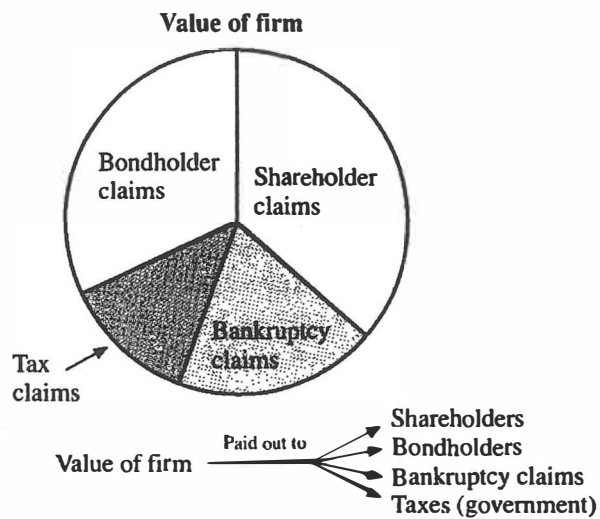 Value of firm
Bondholder
claims
Shareholder
claims
Bankruptcy
claims
Tax
claims
Value of firm
Paid out to
Shareholders
Bondholders
Bankruptcy claims
Taxes (government)